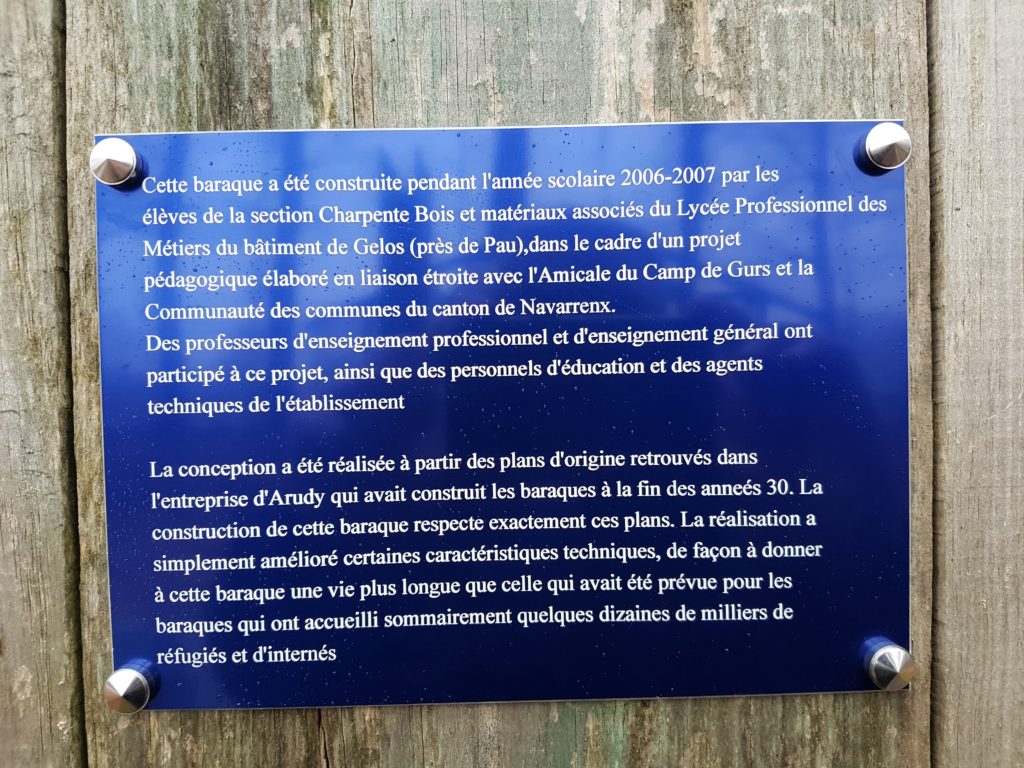 Cette baraque a été construite pendant l'année scolaire 2006-2007 par les
élèves de la section Charpente Bois et matériaux associés du Lycée Professionnel des
Métiers du bâtiment de Gelos (près de Pau),dans le cadre d'un projet
pédagogique élaboré en liaison étroite avec l'Amicale du Camp de Gurs et la
Communauté des communes du canton de Navarrenx.
Des professeurs d'enseignement professionnel et d'enseignement général ont
participé à ce projet, ainsi que des personnels d'éducation et des agents
techniques de l'établissement
La conception a été réalisée à partir des plans d'origine retrouvés dans
l'entreprise d'Arudy qui avait construit les baraques à la fin des anneés 30. La
construction de cette baraque respecte exactement ces plans. La réalisation a
simplement amélioré certaines caractéristiques techniques, de façon à donner
à cette baraque une vie plus longue que celle qui avait été prévue pour les
baraques qui ont accueilli sommairement quelques dizaines de milliers de
réfugiés et d'internés